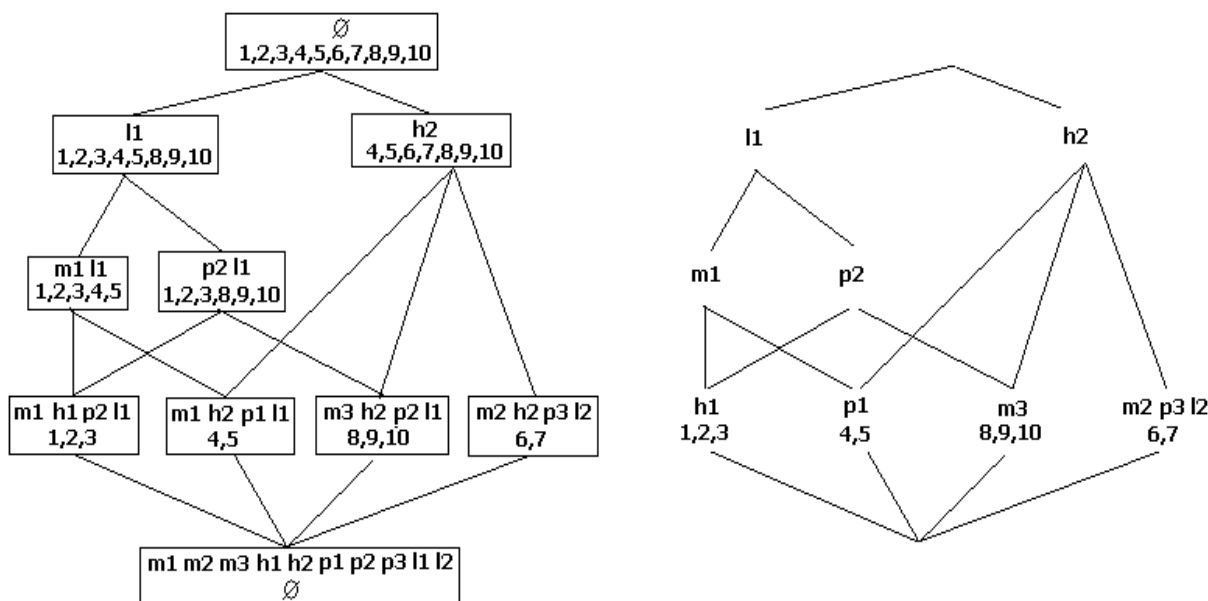 Ø
1,2,3,4,5,6,7,8,9,10
l1
1,2,3,4,5,8,9,10
h2
4,5,6,7,8,9,10
m1 l1
1,2,3,4,5
p2 l1
1,2,3,8,9,10
m1 h1 p2 l1
1,2,3
m1 h2 p1 l1
4,5
m3 h2 p2 l1
8,9,10
m2 h2 p3 l2
6,7
m1 m2 m3 h1 h2 p1 p2 p3 l1 l2
Ø
l1
h2
m1
p2
h1
1,2,3
p1
4,5
m3
8,9,10
m2 p3 l2
6,7